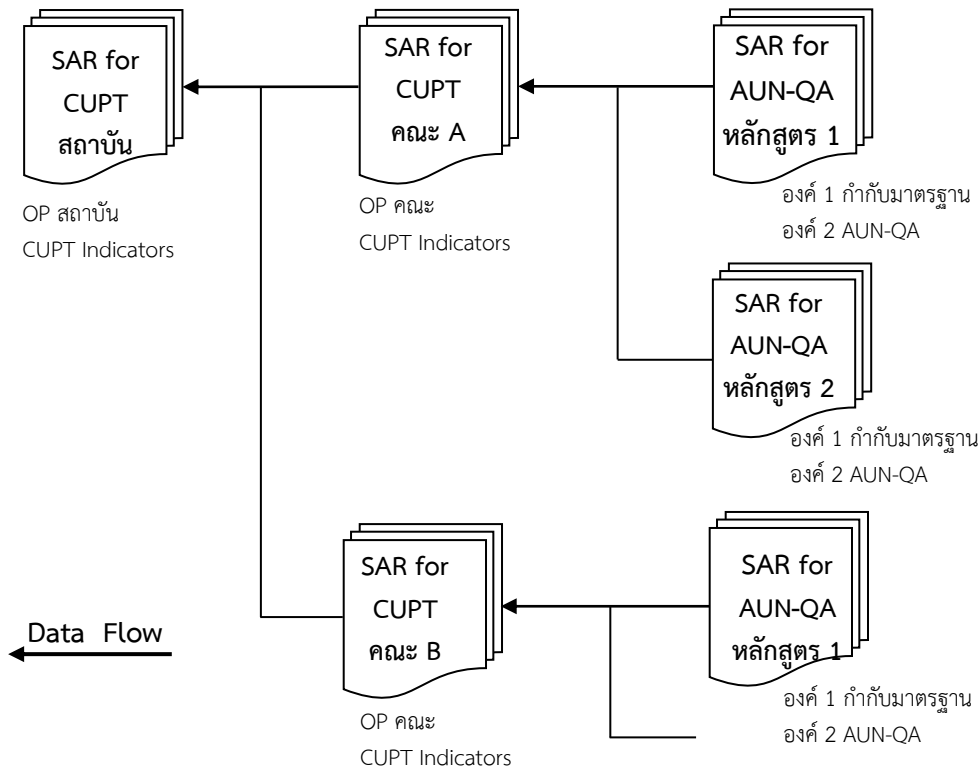 SAR for
CUPT
สถาบัน
OP สถาบัน
CUPT Indicators
SAR for
CUPT
คณะ A
OP คณะ
CUPT Indicators
SAR for
AUN-QA
หลักสูตร 1
องค์ 1 กำกับมาตรฐาน
องค์ 2 AUN-QA
SAR for
AUN-QA
หลักสูตร 2
องค์ 1 กำกับมาตรฐาน
องค์ 2 AUN-QA
SAR for
CUPT
คณะ B
OP คณะ
CUPT Indicators
SAR for
AUN-QA
หลักสูตร 1
องค์ 1 กำกับมาตรฐาน
องค์ 2 AUN-QA
Data Flow